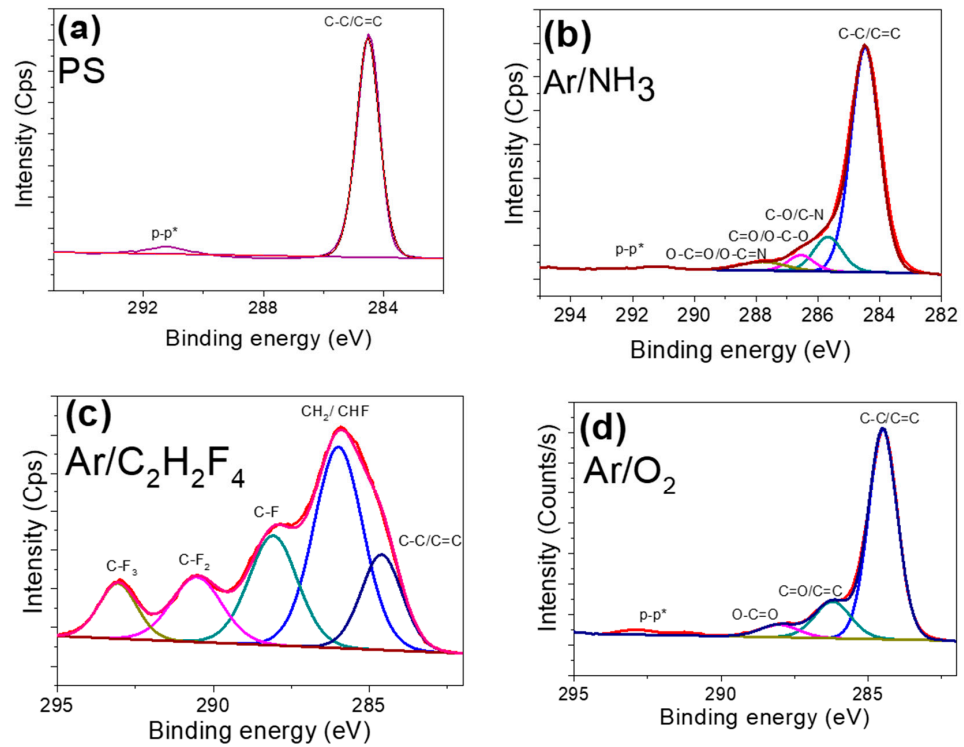 (a)
PS
C-C/C=C
p-p*
Intensity (Cps)
292
288
284
Binding energy (eV)
(b)
Ar/NH3
C-C/C=C
C-O/C-N
C=O/O-C-O
O-C=O/O-C=N
p-p*
Intensity (Cps)
294
292
290
288
286
284
282
Binding energy (eV)
(c)
Ar/C2H2F4
CH2/ CHF
C-F
C-C/C=C
C-F2
C-F3
Intensity (Cps)
295
290
285
Binding energy (eV)
(d)
Ar/O2
C-C/C=C
C=O/C=C
O-C=O
p-p*
Intensity (Counts/s)
295
290
285
Binding energy (eV)